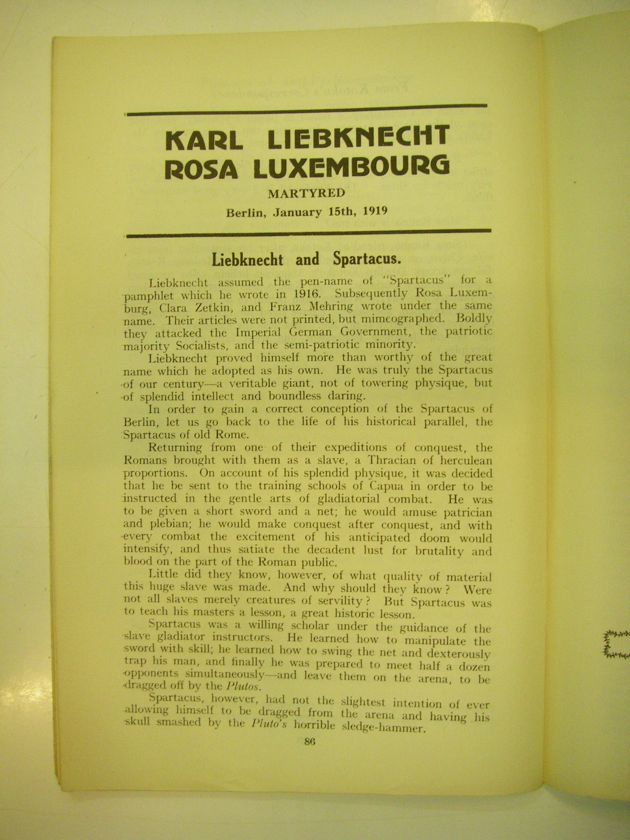 KARL LIEBKNECHT
ROSA LUXEMBOURG
MARTYRED
Berlin, January 15th, 1919
Liebknecht and Spartacus.
Liebknecht assumed the pen-name of "Spartacus" for a
pamphlet which he wrote in 1916. Subsequently Rosa Luxem-
burg, Clara Zetkin, and Franz Mehring wrote under the same
name. Their articles were not printed, but mimeographed. Boldly
they attacked the Imperial German Government, the patriotic
majority Socialists, and the semi-patriotic minority.
Liebknecht proved himself more than worthy of the great
name which he adopted as his own. He was truly the Spartacus
of our century—a veritable giant, not of towering physique, but
of splendid intellect and boundless daring.
In order to gain a correct conception of the Spartacus of
Berlin, let us go back to the life of his historical parallel, the
Spartacus of old Rome.
Returning from one of their expeditions of conquest, the
Romans brought with them as a slave, a Thracian of herculean
proportions. On account of his splendid physique, it was decided
that he be sent to the training schools of Capua in order to be
instructed in the gentle arts of gladiatorial combat. He was
to be given a short sword and a net; he would amuse patrician
and plebian; he would make conquest after conquest, and with
every combat the excitement of his anticipated doom would
intensify, and thus satiate the decadent lust for brutality and
blood on the part of the Roman public.
Little did they know, however, of what quality of material
this huge slave was made. And why should they know? Were
not all slaves merely creatures of servility? But Spartacus was
to teach his masters a lesson, a great historic lesson.
Spartacus was a willing scholar under the guidance of the
slave gladiator instructors. He learned how to manipulate the
sword with skill; he learned how to swing the net and dexterously
trap his man, and finally he was prepared to meet half a dozen
opponents simultaneously—and leave them on the arena, to be
dragged off by the Plutos.
Spartacus, however, had not the slightest intention of ever
allowing himself to be dragged from the arena and having his
skull smashed by the Pluto's horrible sledge-hammer.
86